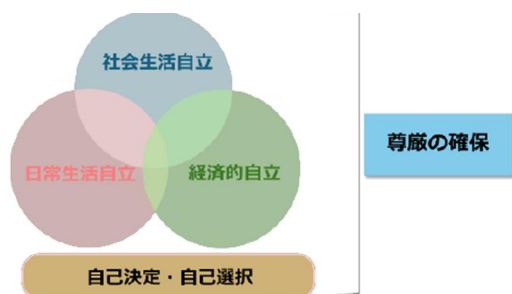 社会生活自立
日常生活自立
経済的自立
自己決定・自己選択
尊厳の確保